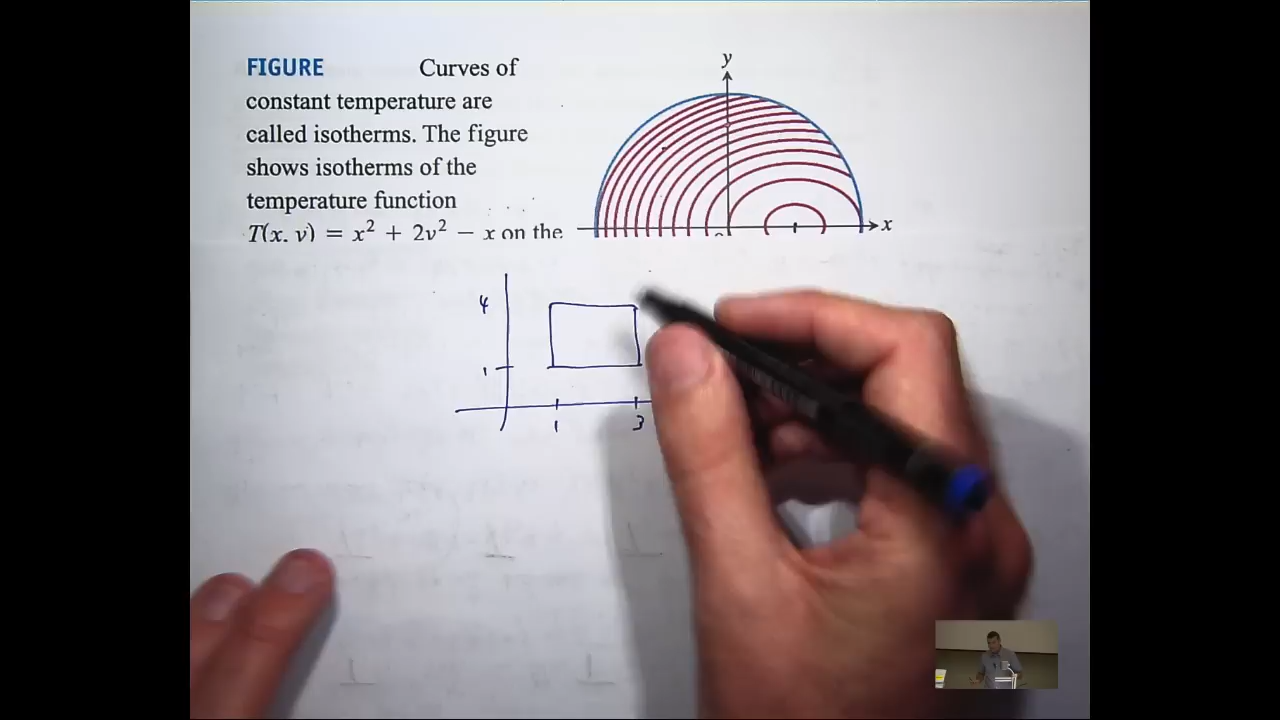 FIGURE Curves of
constant temperature are
called isotherms. The figure
shows isotherms of the
temperature function
T(x, y) = x² + 2y² − x on the
y
x
4
1
1
3